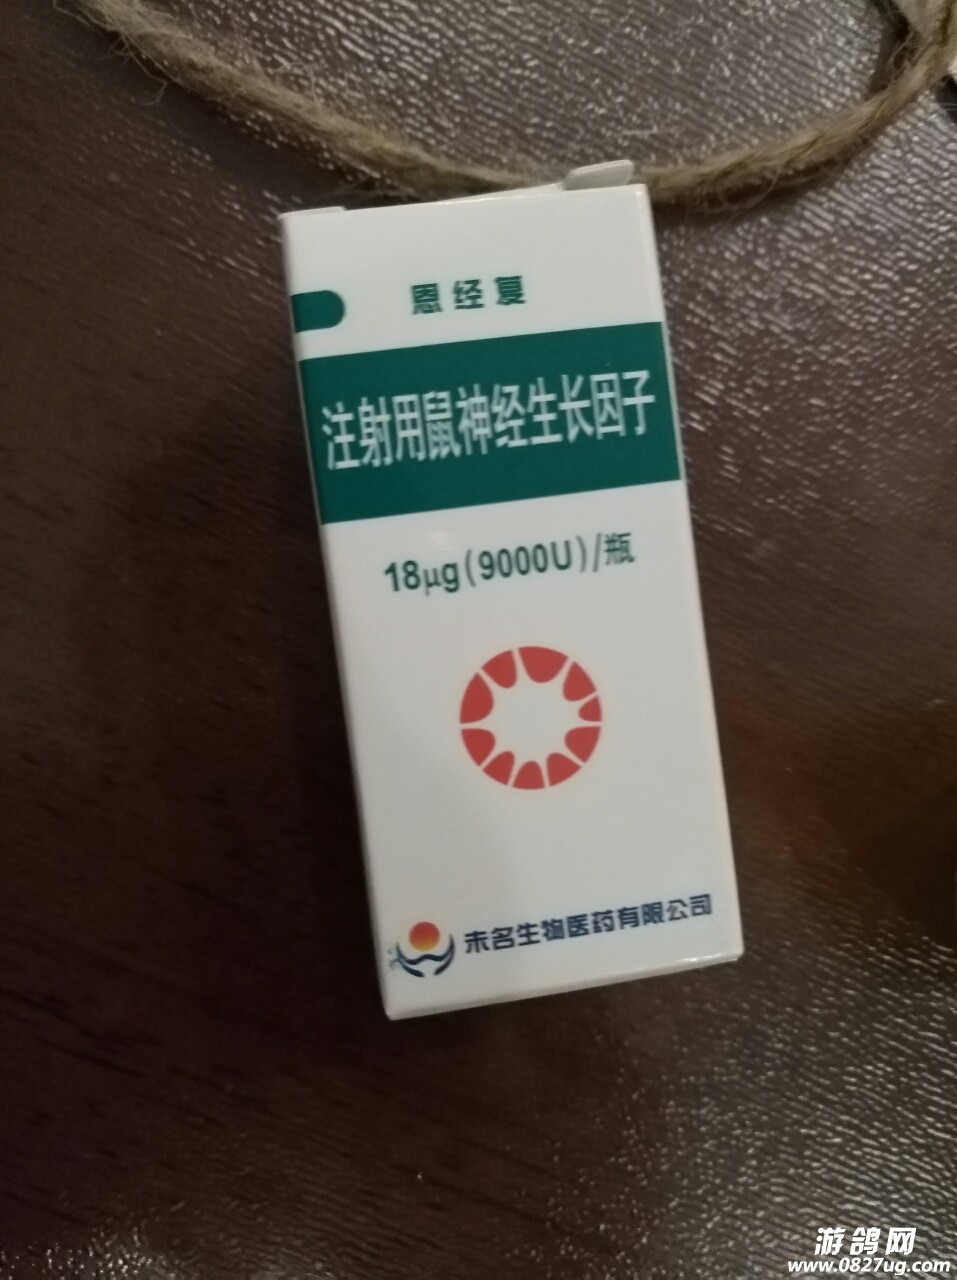 恩经复
注射用鼠神经生长因子
18μg(9000U)/瓶
未名生物医药有限公司
游鸽网
www.0827ug.com